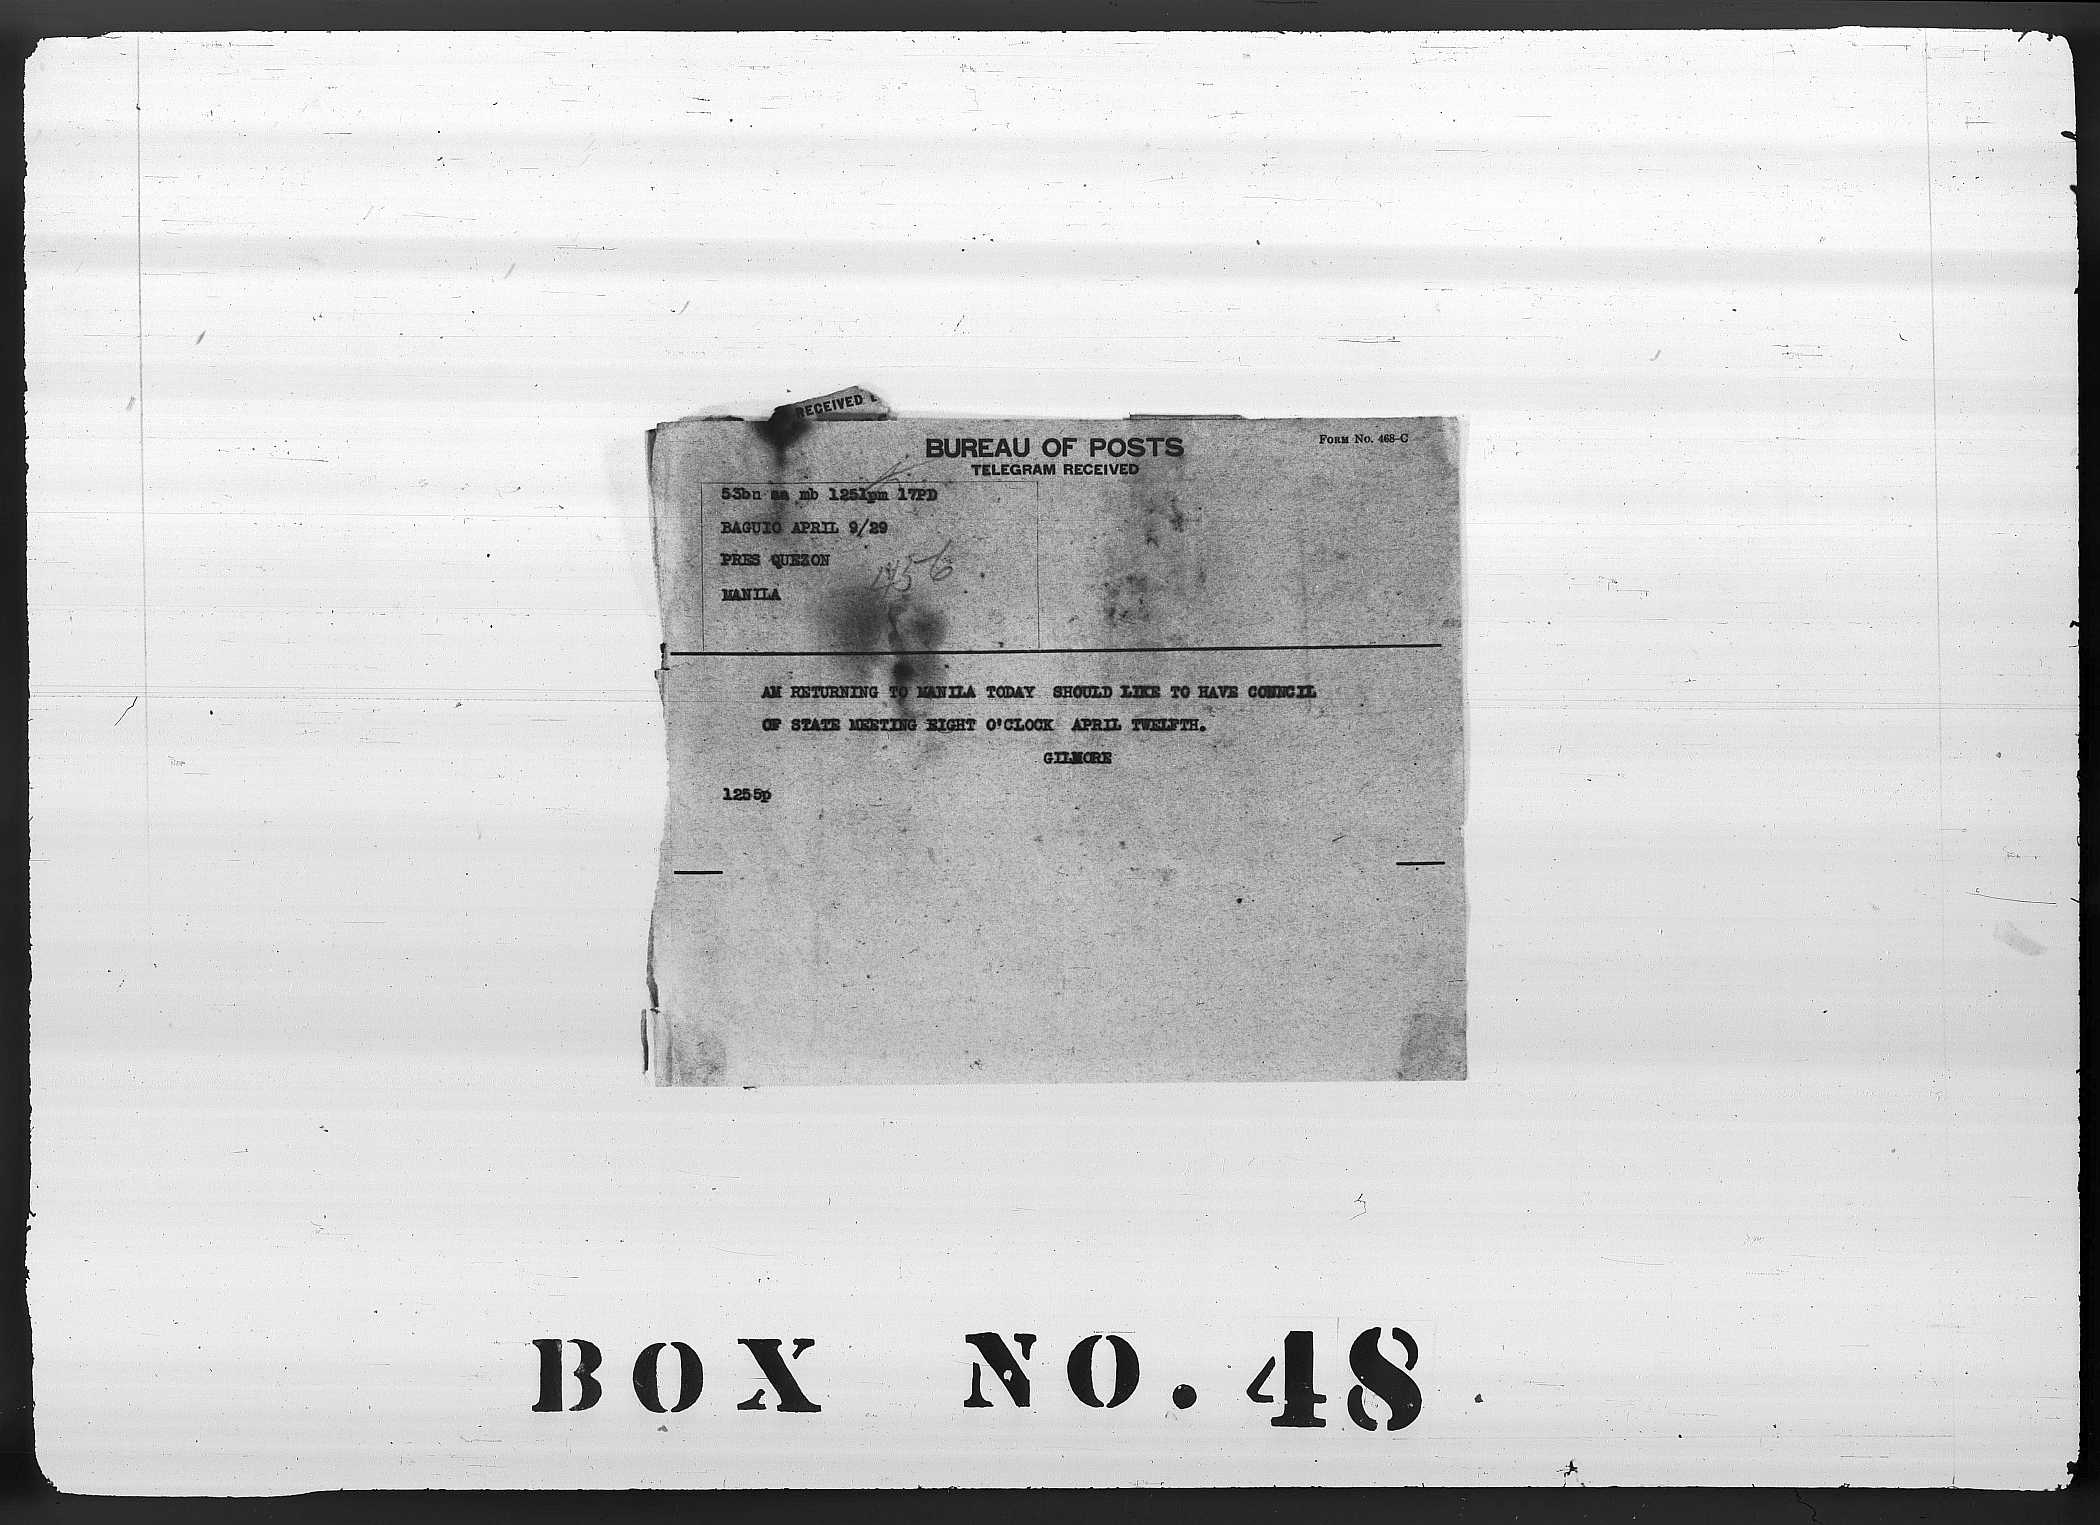 RECEIVED
BUREAU OF POSTS
FORM NO. 468-C
TELEGRAM RECEIVED
53bn aa mb 1251pm 17PD
BAGUIO APRIL 9/29
PRES QUEZON
1456
MANILA
AM RETURNING TO MANILA TODAY SHOULD LIKE TO HAVE COUNCIL
OF STATE MEETING EIGHT O'CLOCK APRIL TWELFTH.
GILMORE
1255p
BOX NO. 48